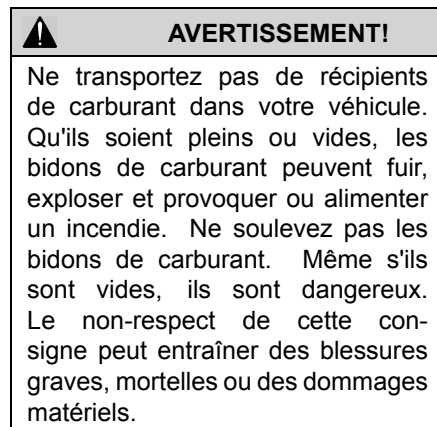 AVERTISSEMENT!
Ne transportez pas de récipients
de carburant dans votre véhicule.
Qu'ils soient pleins ou vides, les
bidons de carburant peuvent fuir,
exploser et provoquer ou alimenter
un incendie. Ne soulevez pas les
bidons de carburant. Même s'ils
sont vides, ils sont dangereux.
Le non-respect de cette con-
signe peut entraîner des blessures
graves, mortelles ou des dommages
matériels.